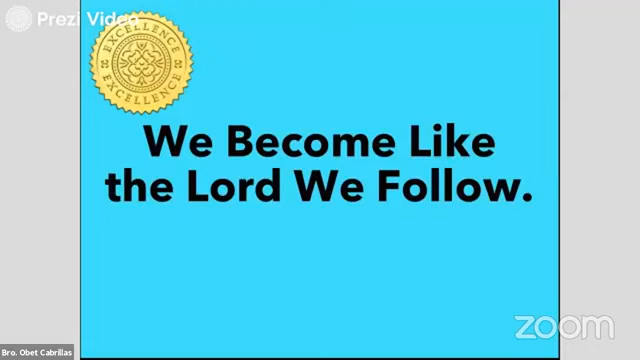 Prezi Video
EXCELLENCE
EXCELLENCE
We Become Like
the Lord We Follow.
zoom
Bro. Obet Cabrillas